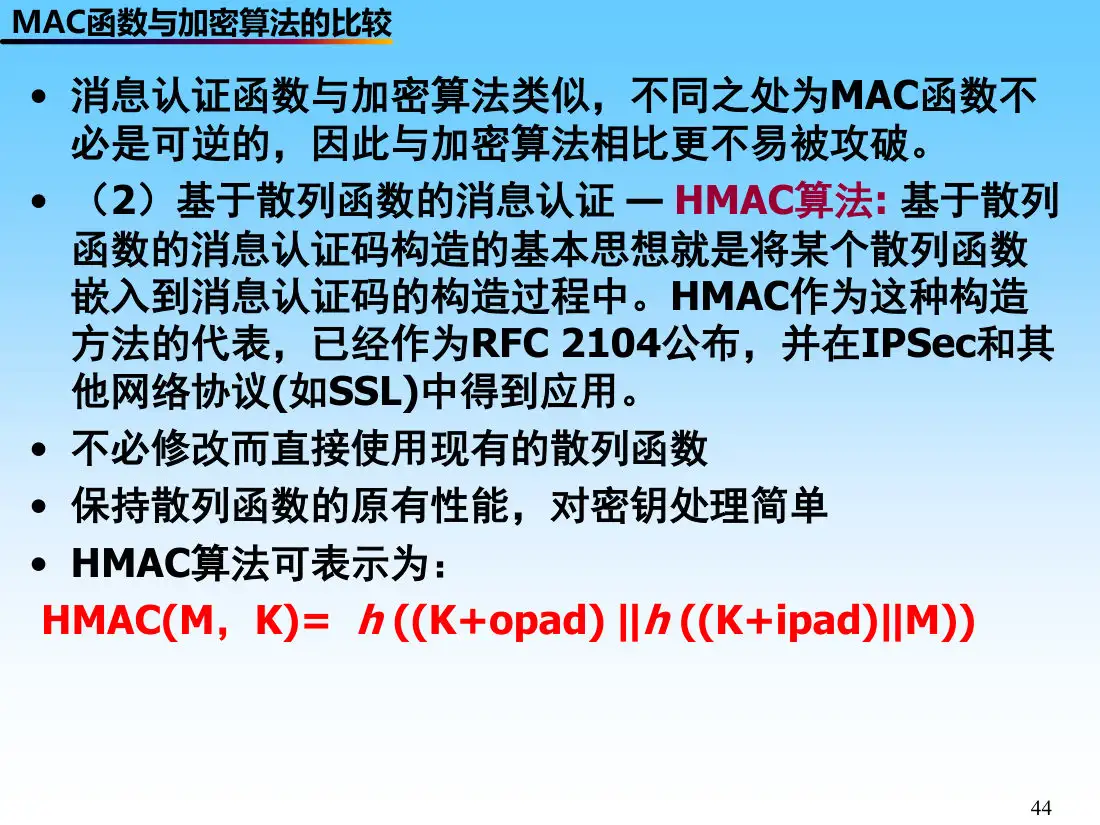 MAC函数与加密算法的比较
• 消息认证函数与加密算法类似，不同之处为MAC函数不
必是可逆的，因此与加密算法相比更不易被攻破。
• （2）基于散列函数的消息认证 — HMAC算法: 基于散列
函数的消息认证码构造的基本思想就是将某个散列函数
嵌入到消息认证码的构造过程中。HMAC作为这种构造
方法的代表，已经作为RFC 2104公布，并在IPSec和其
他网络协议(如SSL)中得到应用。
• 不必修改而直接使用现有的散列函数
• 保持散列函数的原有性能，对密钥处理简单
• HMAC算法可表示为：
HMAC(M，K)= h ((K+opad) ||h ((K+ipad)||M))
44